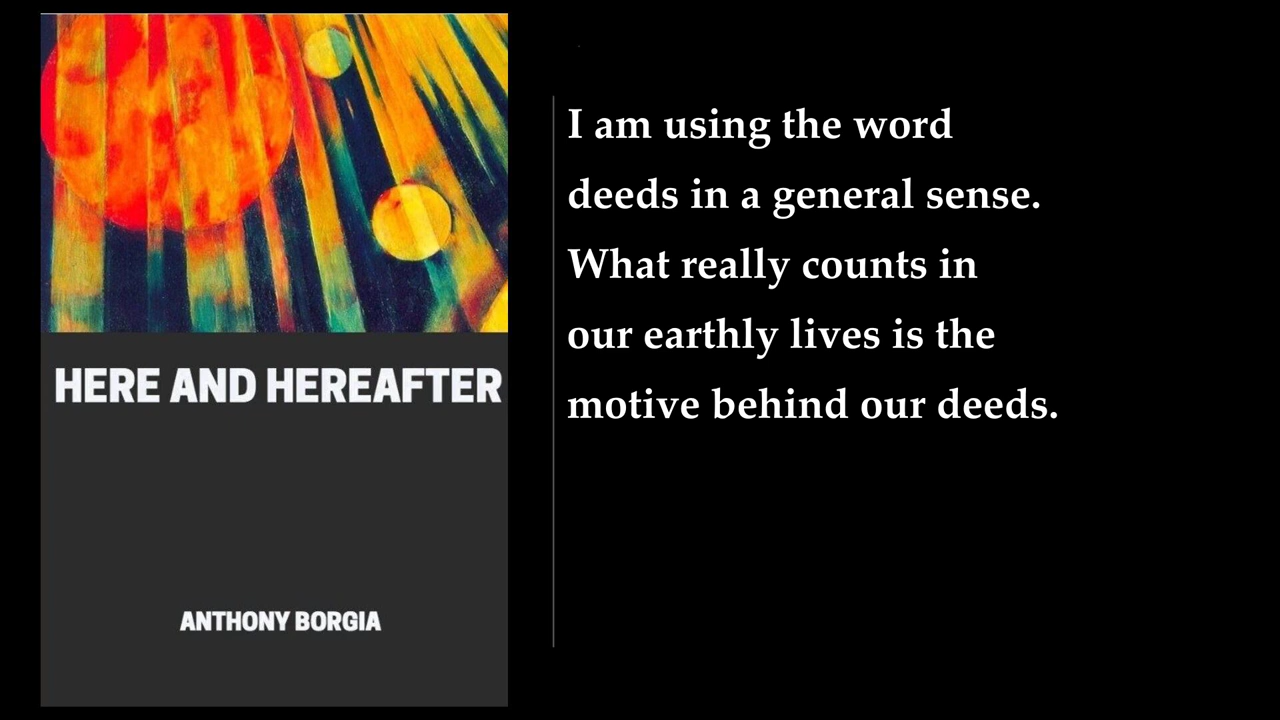 HERE AND HEREAFTER
ANTHONY BORGIA
I am using the word
deeds in a general sense.
What really counts in
our earthly lives is the
motive behind our deeds.